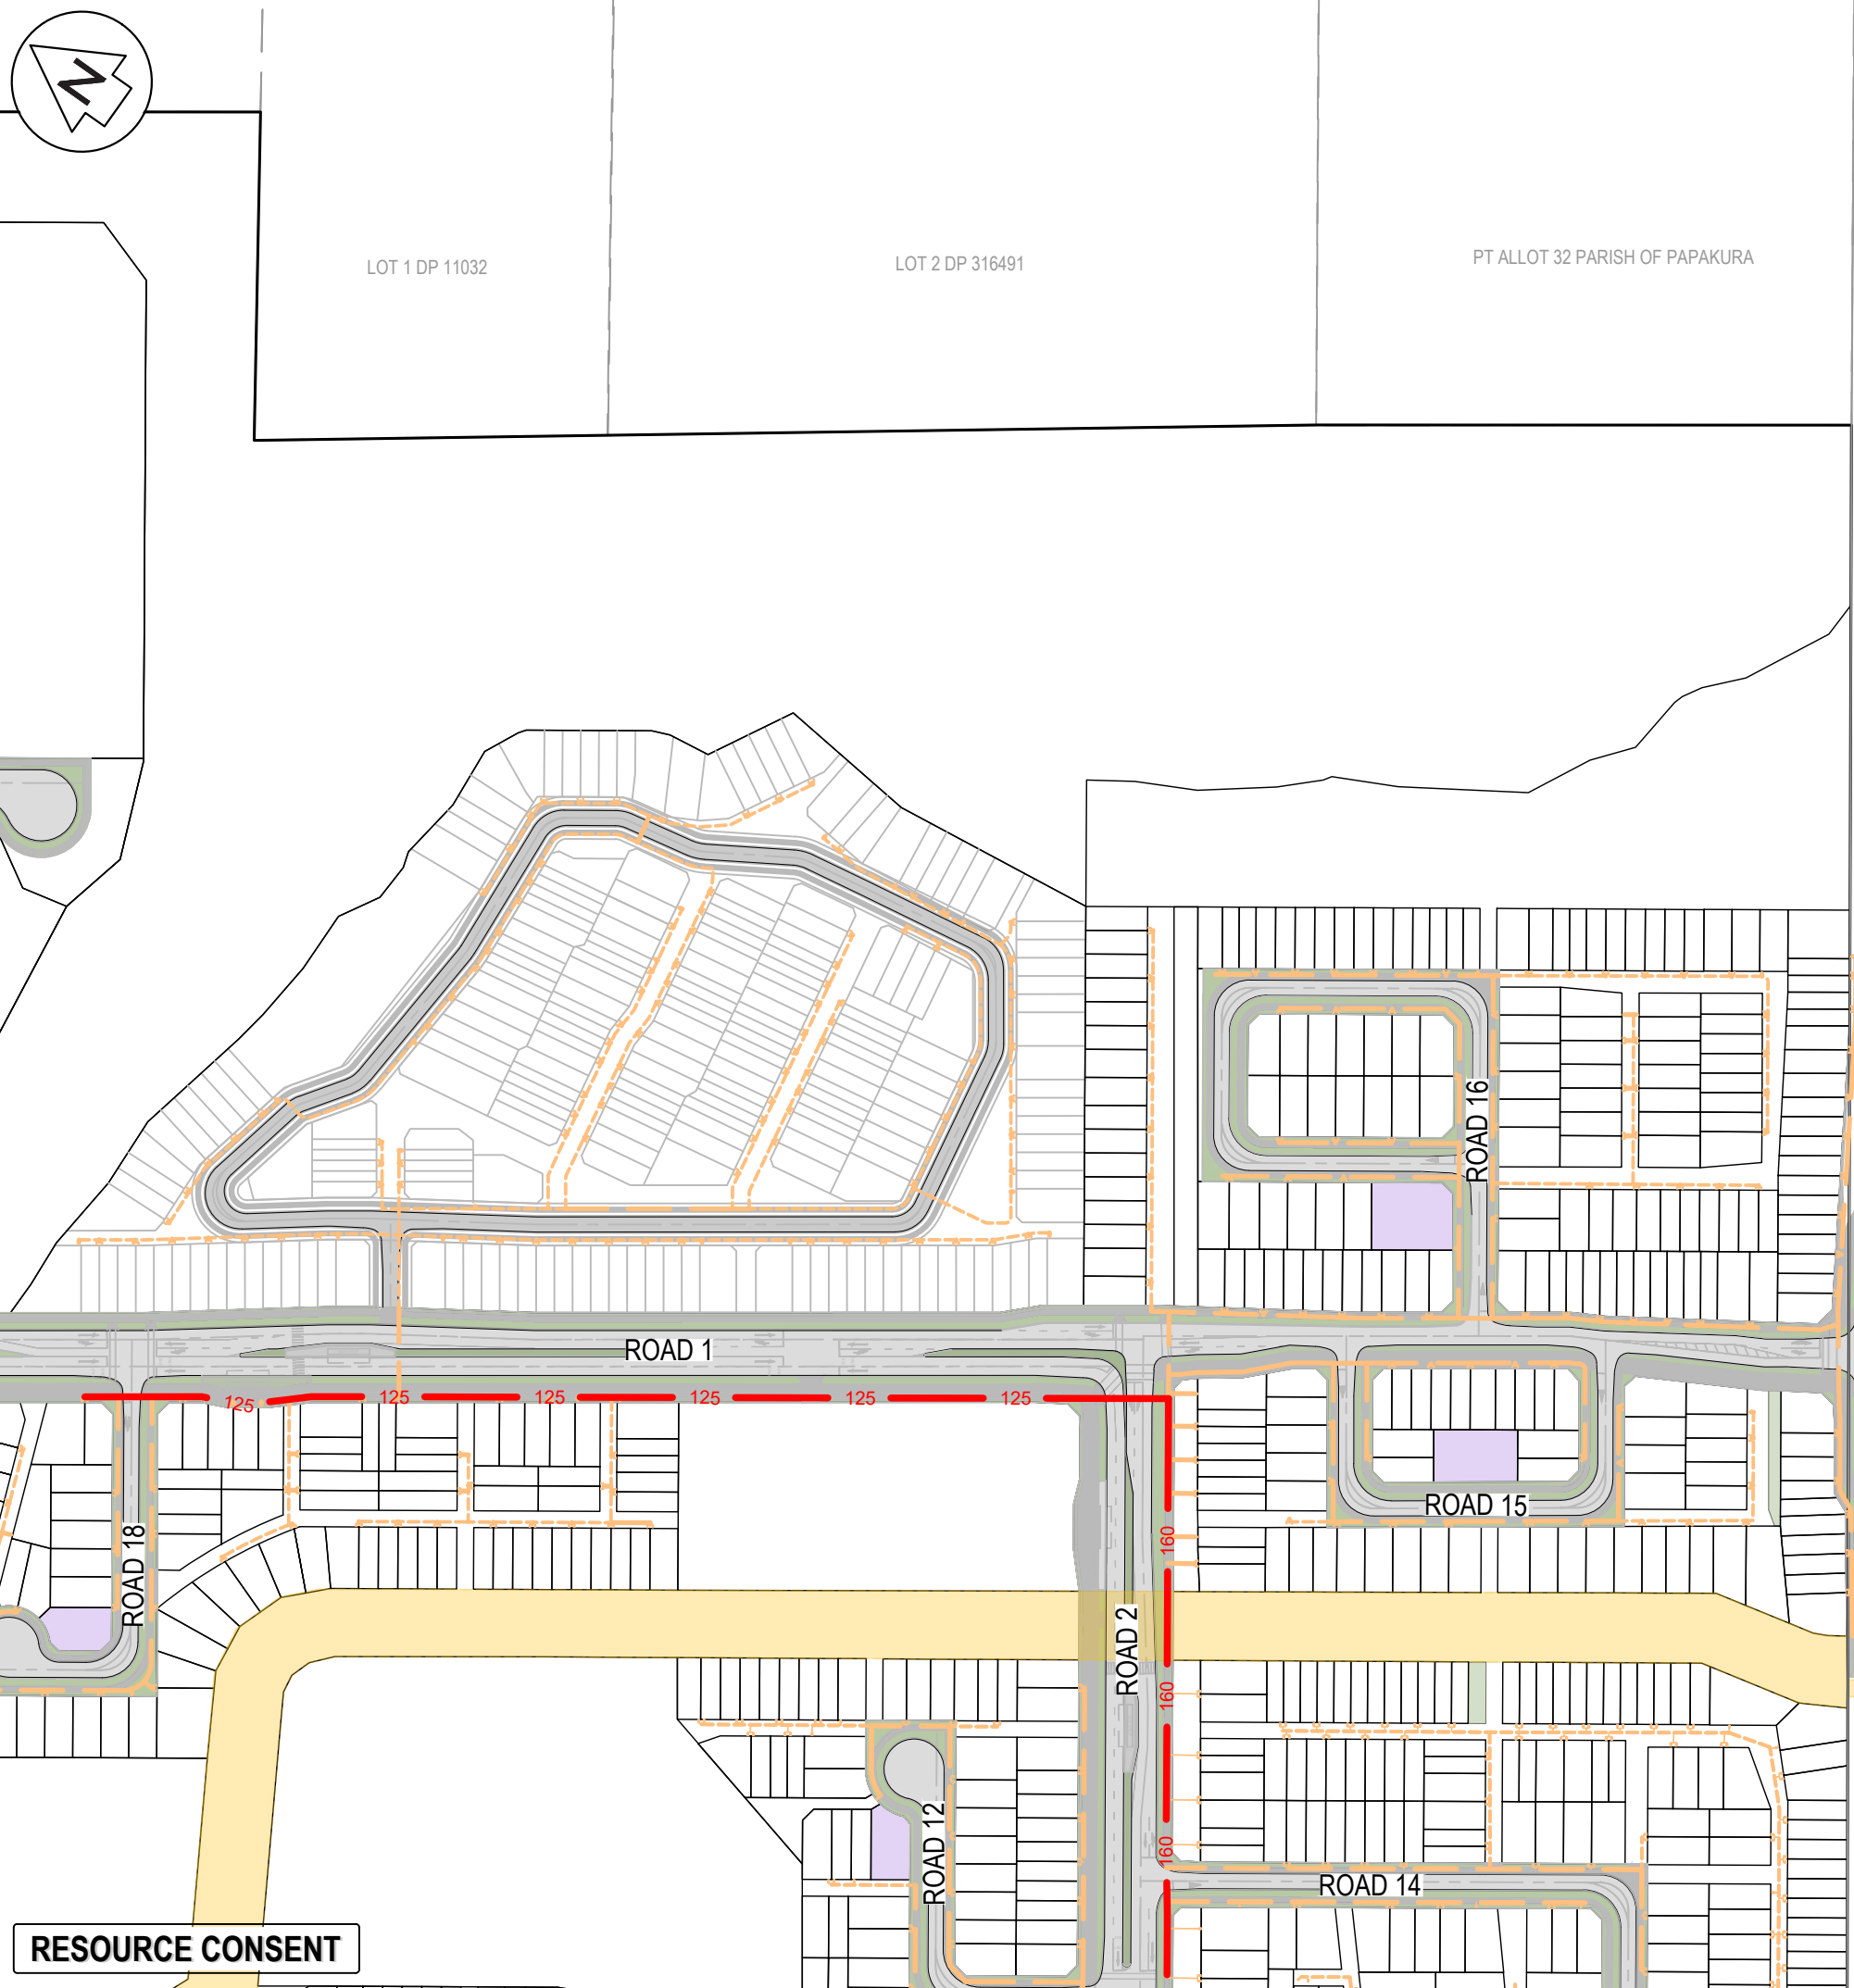 N
LOT 1 DP 11032
LOT 2 DP 316491
PT ALLOT 32 PARISH OF PAPAKURA
ROAD 16
ROAD 1
125
125
125
125
125
125
ROAD 15
160
ROAD 18
ROAD 2
160
160
ROAD 12
ROAD 14
RESOURCE CONSENT